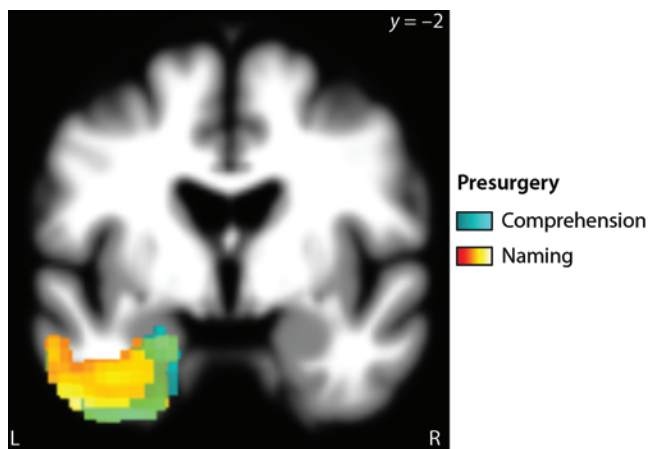 y = –2
Presurgery
Comprehension
Naming
L
R